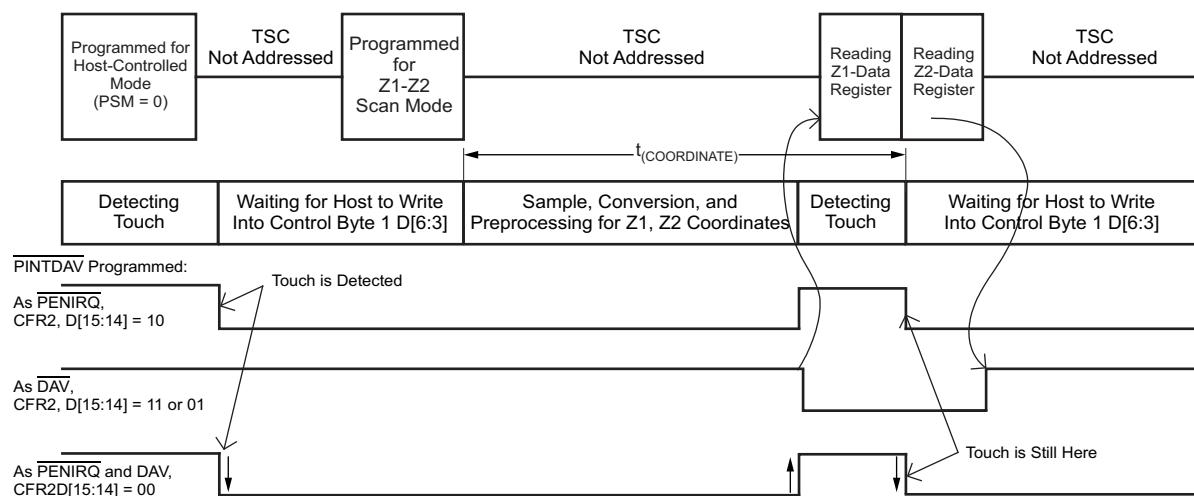 Programmed for
Host-Controlled
Mode
(PSM = 0)
TSC
Not Addressed
Programmed
for
Z1-Z2
Scan Mode
TSC
Not Addressed
Reading
Z1-Data
Register
Reading
Z2-Data
Register
TSC
Not Addressed
t(COORDINATE)
Detecting
Touch
Waiting for Host to Write
Into Control Byte 1 D[6:3]
Sample, Conversion, and
Preprocessing for Z1, Z2 Coordinates
Detecting
Touch
Waiting for Host to Write
Into Control Byte 1 D[6:3]
PINTDAV Programmed:
Touch is Detected
As PENIRQ,
CFR2, D[15:14] = 10
As DAV,
CFR2, D[15:14] = 11 or 01
Touch is Still Here
As PENIRQ and DAV,
CFR2D[15:14] = 00